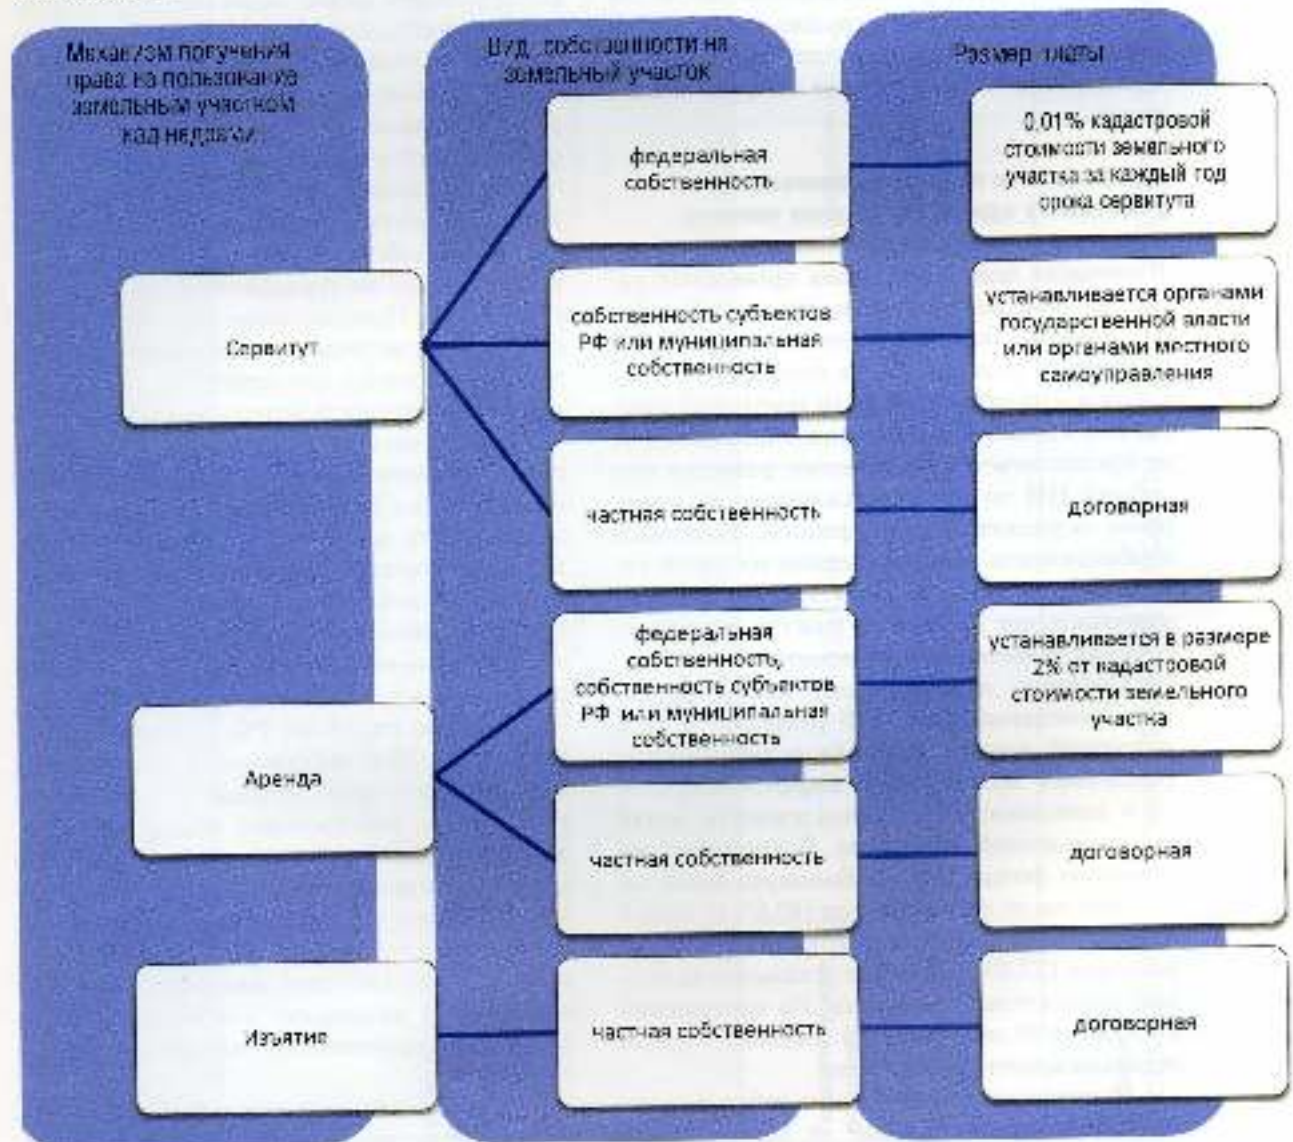 Механизм получения
права на пользование
земельным участком
над недрами
Вид собственности на
земельный участок
Размер платы
Сервитут
федеральная
собственность
0,01% кадастровой
стоимости земельного
участка за каждый год
срока сервитута
собственность субъектов
РФ или муниципальная
собственность
устанавливается органами
государственной власти
или органами местного
самоуправления
частная собственность
договорная
Аренда
федеральная
собственность,
собственность субъектов
РФ или муниципальная
собственность
устанавливается в размере
2% от кадастровой
стоимости земельного
участка
частная собственность
договорная
Изъятие
частная собственность
договорная